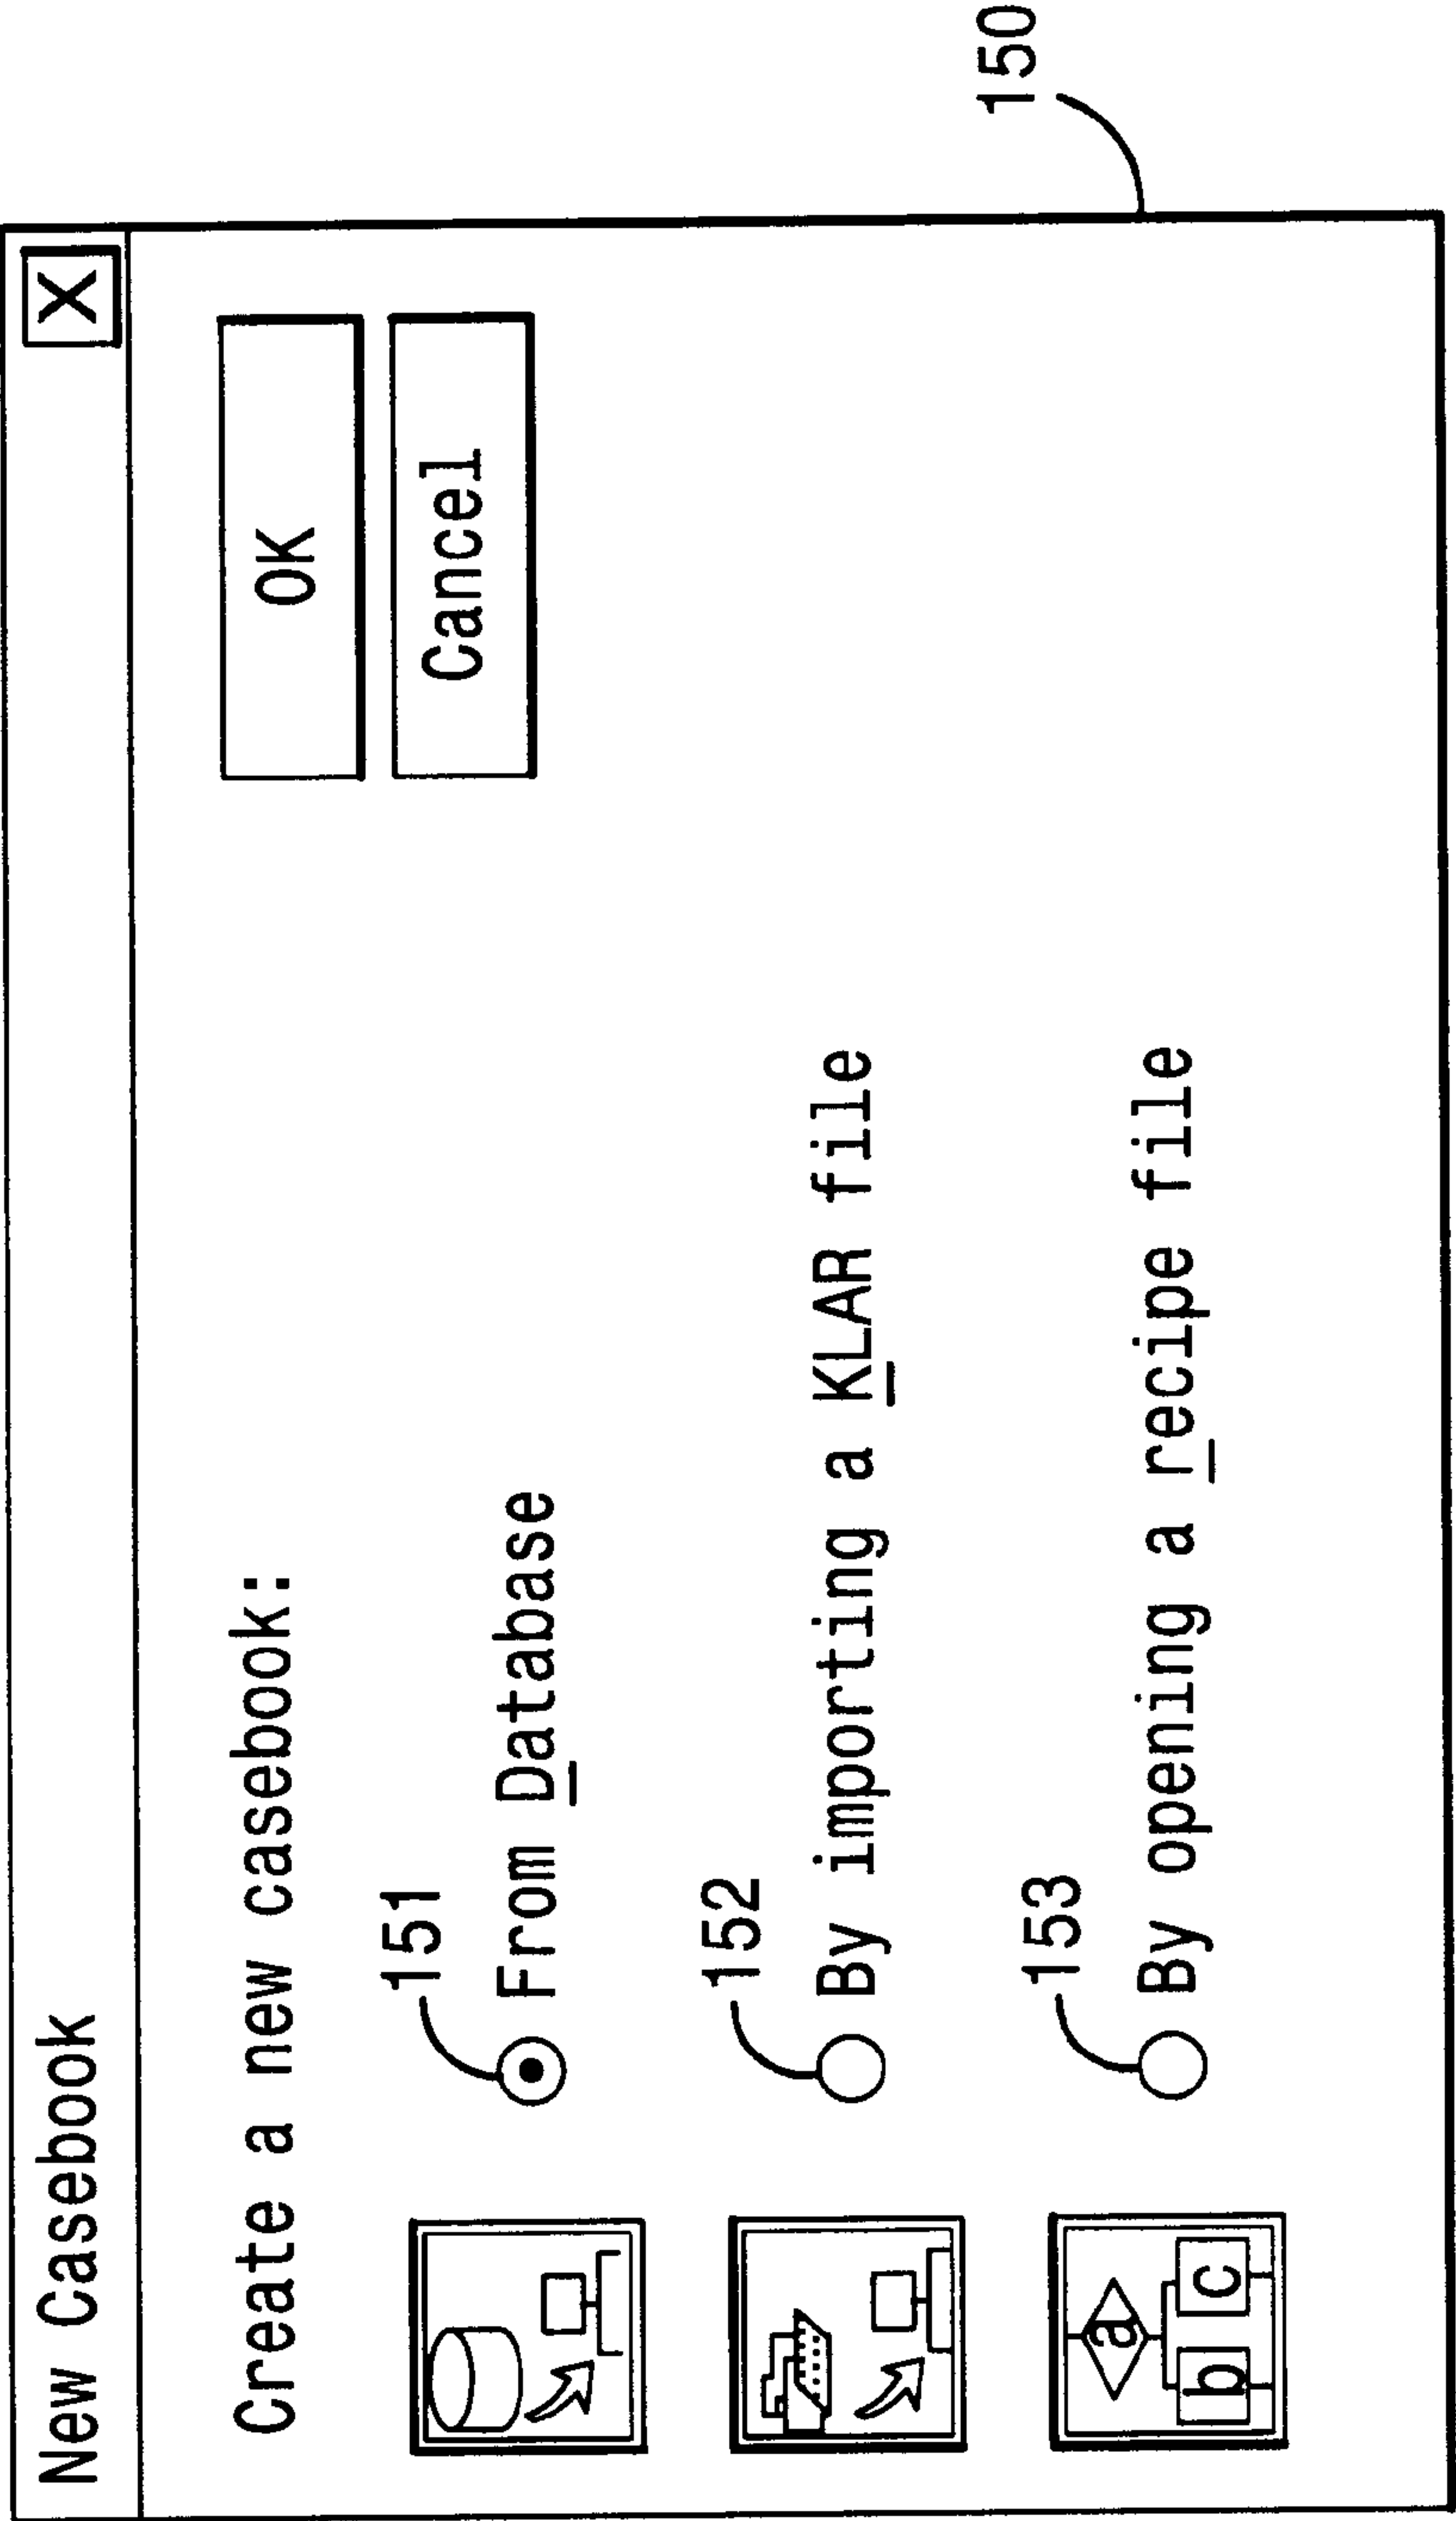 New Casebook X
Create a new casebook:
OK
Cancel
151
From Database
152
By importing a KLAR file
153
By opening a recipe file
a
b c
150